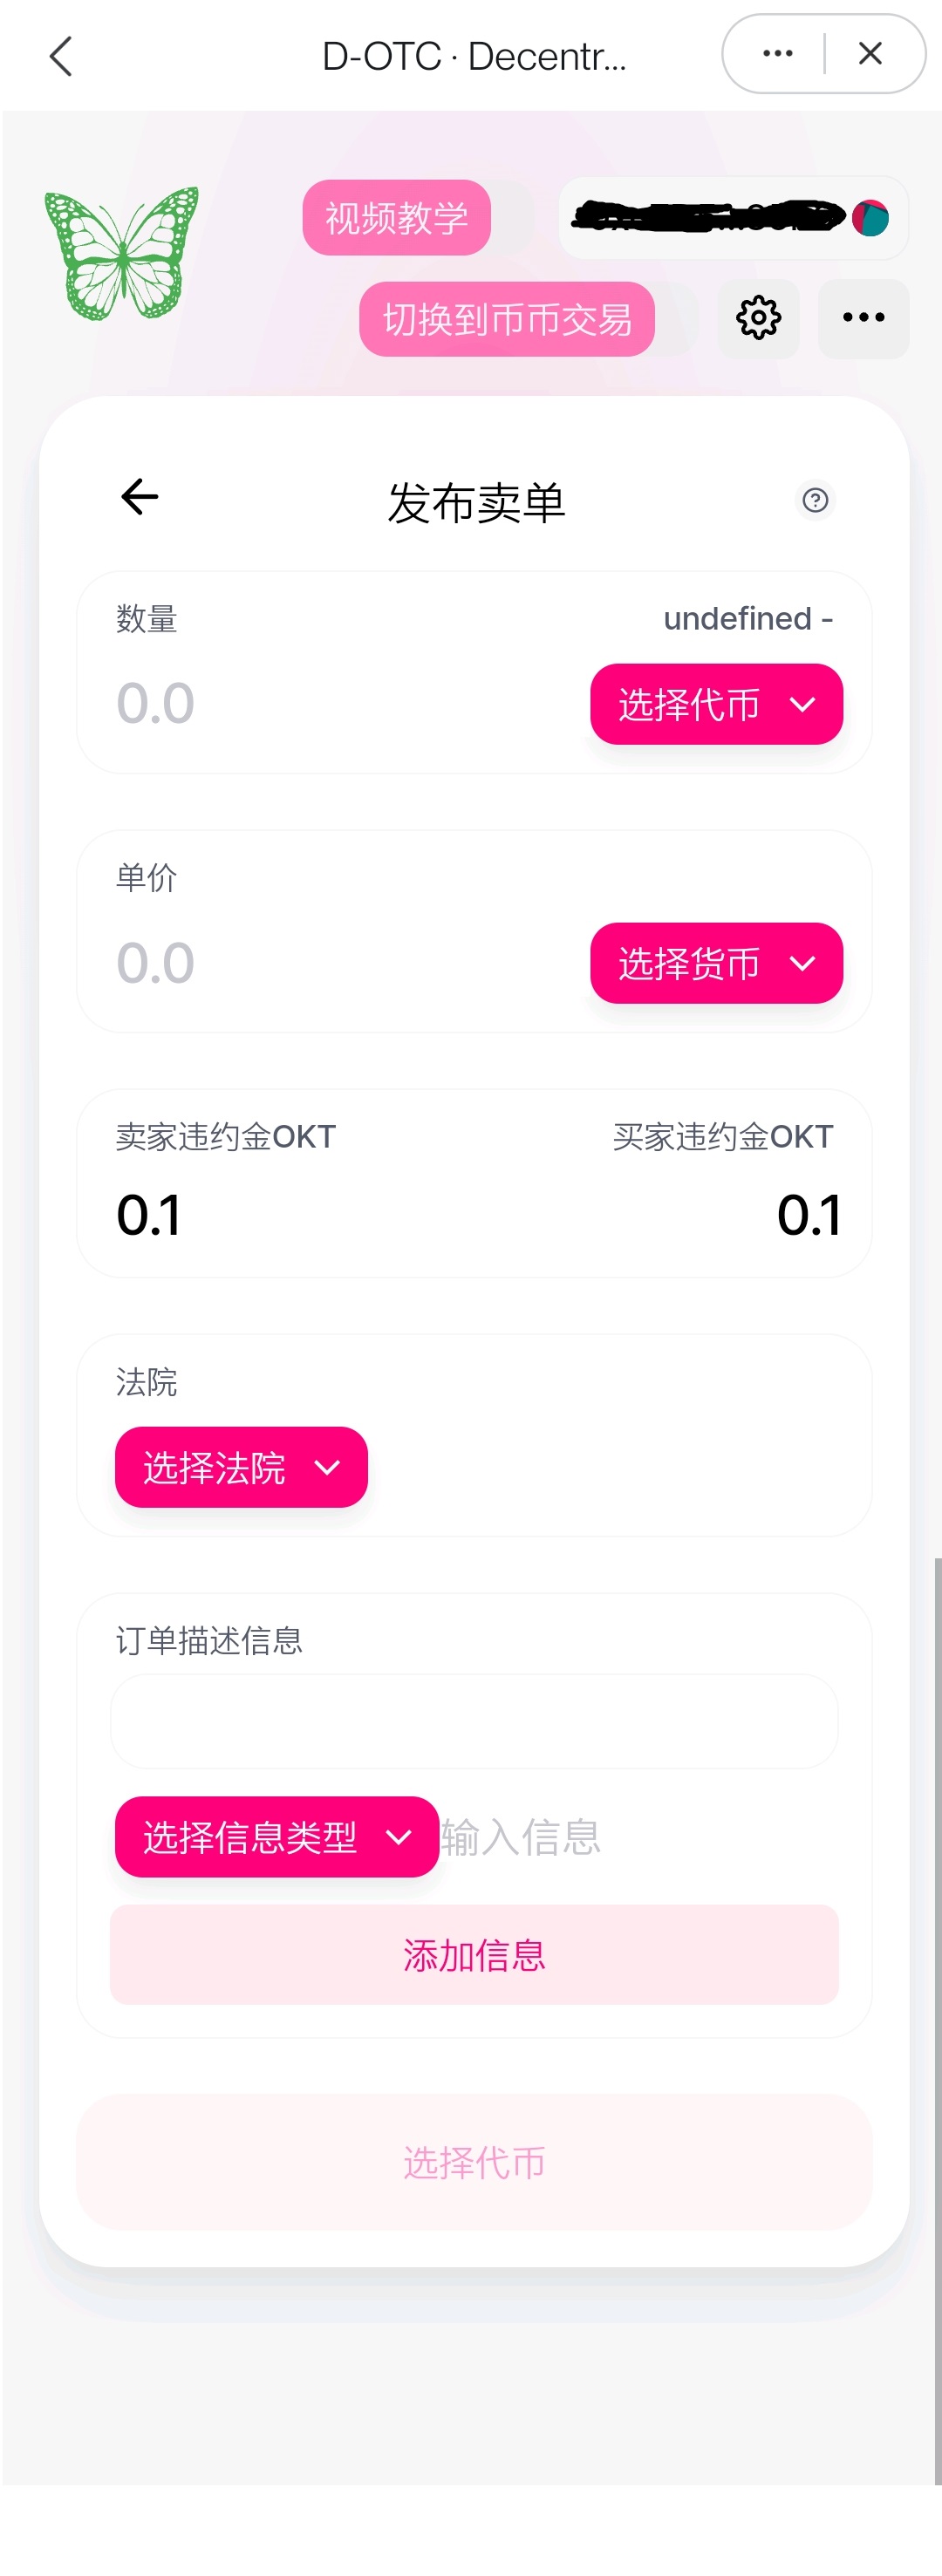 D-OTC · Decentr...
视频教学
切换到币币交易
发布卖单
数量 undefined -
0.0 选择代币
单价
0.0 选择货币
卖家违约金OKT 买家违约金OKT
0.1 0.1
法院
选择法院
订单描述信息
选择信息类型 输入信息
添加信息
选择代币